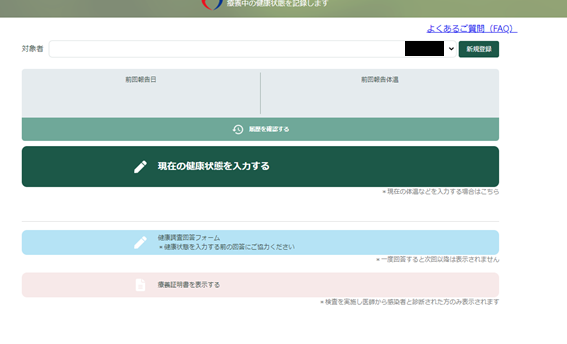 療養中の健康状態を記録します
よくあるご質問（FAQ）
対象者
新規登録
前回報告日
前回報告体温
履歴を確認する
現在の健康状態を入力する
＊現在の体温などを入力する場合はこちら
健康調査回答フォーム
＊健康状態を入力する前の回答にご協力ください
＊一度回答すると次回以降は表示されません
療養証明書を表示する
＊検査を実施し医師から感染者と診断された方のみ表示されます